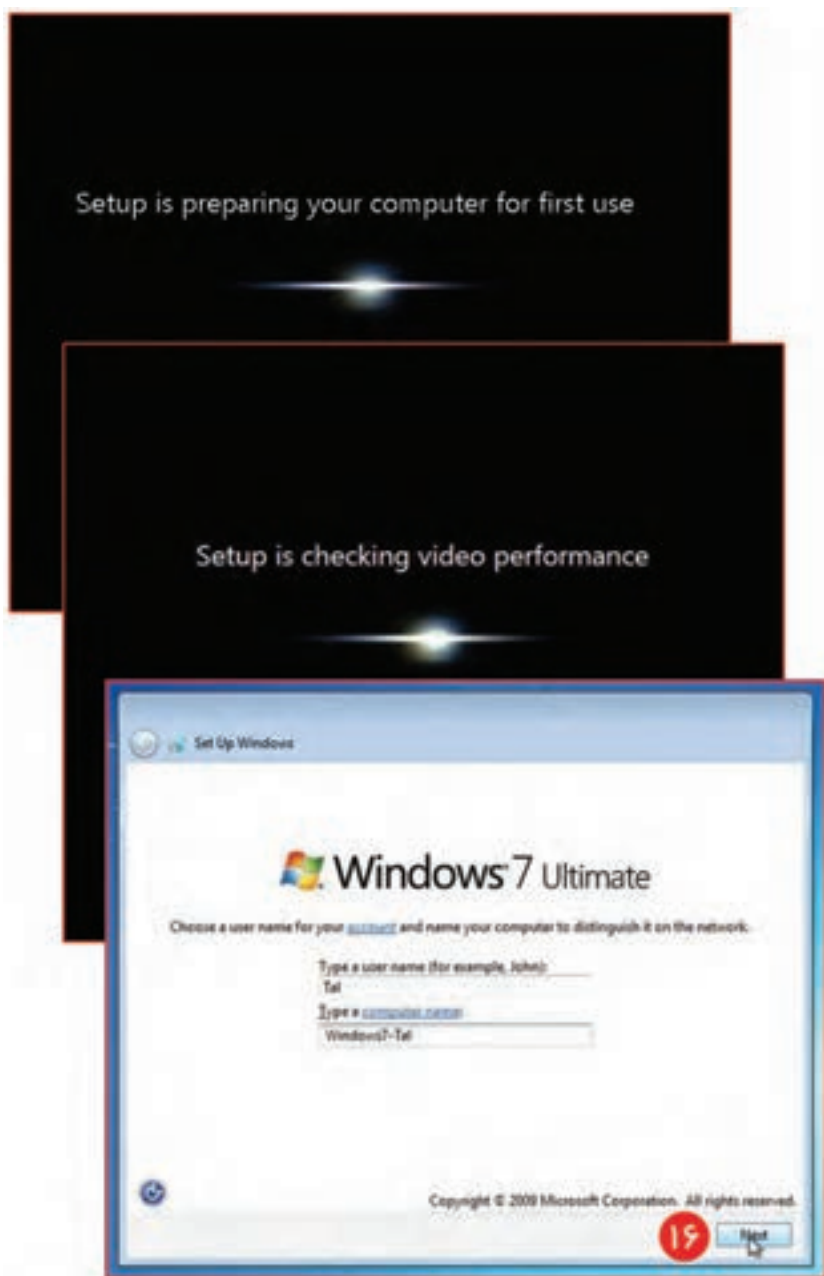 Setup is preparing your computer for first use
Setup is checking video performance
Set Up Windows
Windows 7 Ultimate
Choose a user name for your account and name your computer to distinguish it on the network.
Type a user name (for example, John):
Tal
Type a computer name:
Windows7-Tal
Copyright © 2009 Microsoft Corporation. All rights reserved.
۱۶ Next